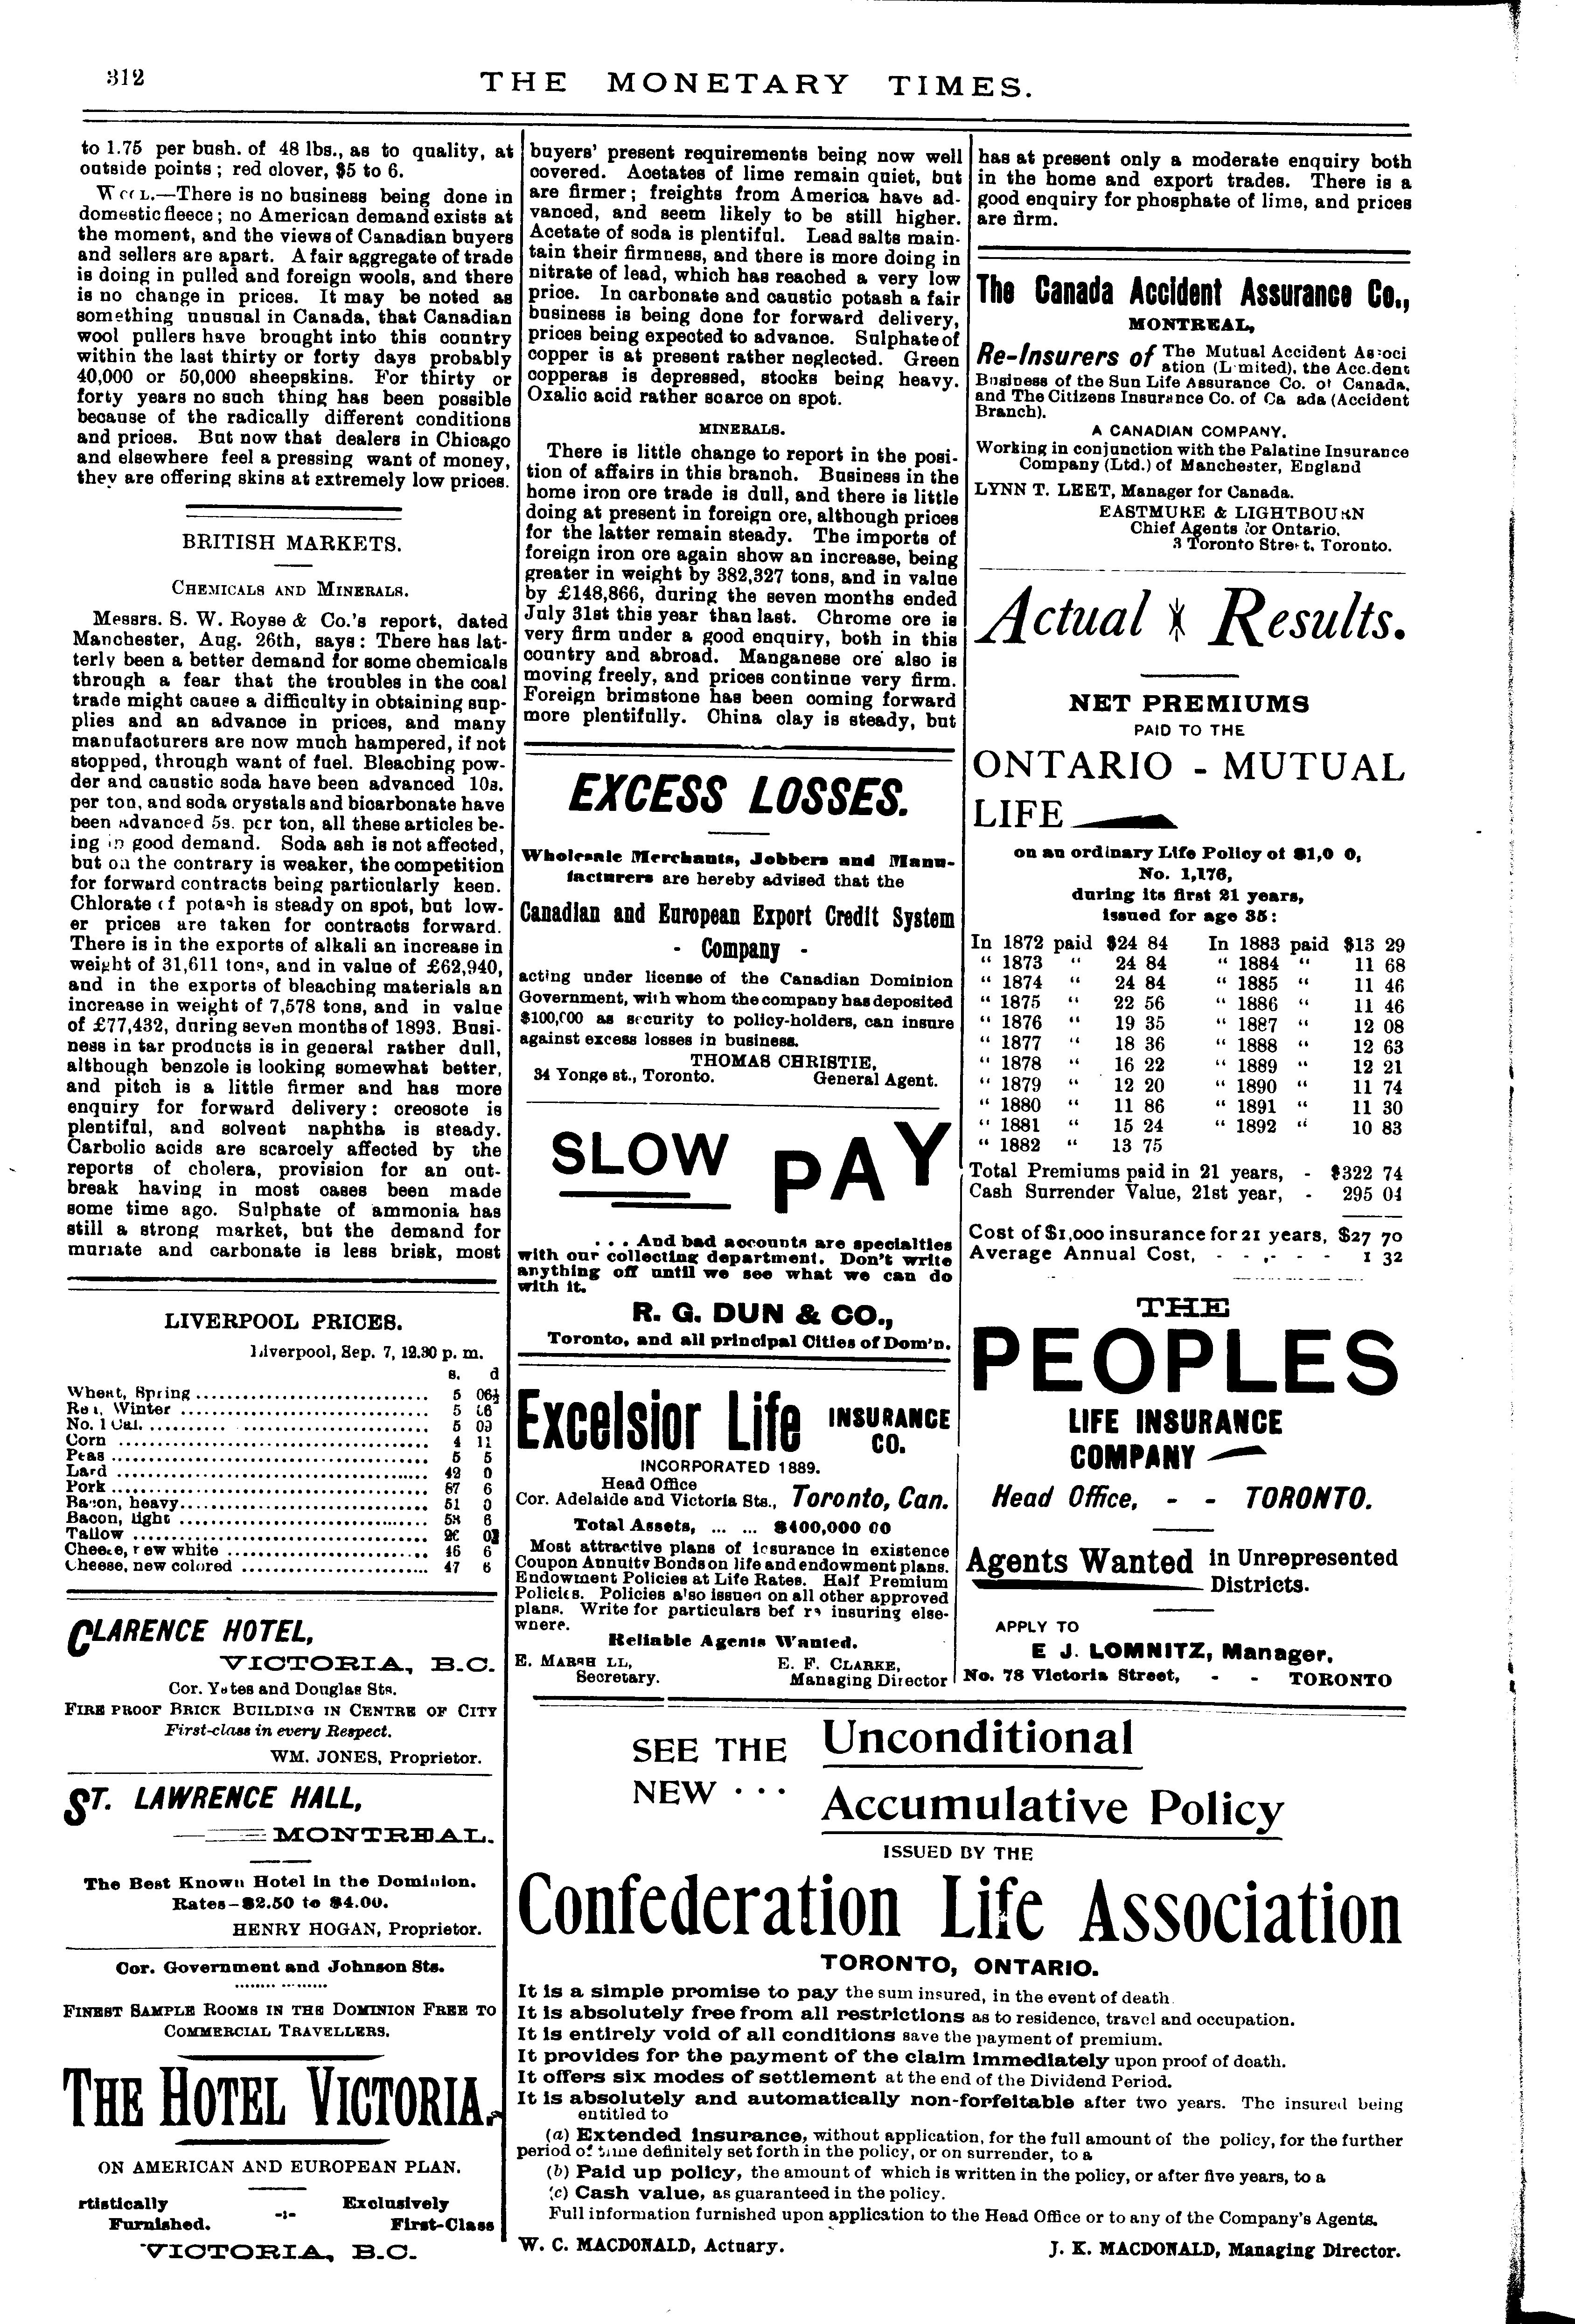 312
THE MONETARY TIMES.
to 1.75 per bush. of 48 lbs., as to quality, at
outside points; red clover, $5 to 6.
WOOL.—There is no business being done in
domestic fleece; no American demand exists at
the moment, and the views of Canadian buyers
and sellers are apart. A fair aggregate of trade
is doing in pulled and foreign wools, and there
is no change in prices. It may be noted as
something unusual in Canada, that Canadian
wool pullers have brought into this country
within the last thirty or forty days probably
40,000 or 50,000 sheepskins. For thirty or
forty years no such thing has been possible
because of the radically different conditions
and prices. But now that dealers in Chicago
and elsewhere feel a pressing want of money,
they are offering skins at extremely low prices.
BRITISH MARKETS.
CHEMICALS AND MINERALS.
Messrs. S. W. Royse & Co.'s report, dated
Manchester, Aug. 26th, says: There has lat-
terly been a better demand for some chemicals
through a fear that the troubles in the coal
trade might cause a difficulty in obtaining sup-
plies and an advance in prices, and many
manufacturers are now much hampered, if not
stopped, through want of fuel. Bleaching pow-
der and caustic soda have been advanced 10s.
per ton, and soda crystals and bicarbonate have
been advanced 5s. per ton, all these articles be-
ing in good demand. Soda ash is not affected,
but on the contrary is weaker, the competition
for forward contracts being particularly keen.
Chlorate of potash is steady on spot, but low-
er prices are taken for contracts forward.
There is in the exports of alkali an increase in
weight of 31,611 tons, and in value of £62,940,
and in the exports of bleaching materials an
increase in weight of 7,578 tons, and in value
of £77,432, during seven months of 1893. Busi-
ness in tar products is in general rather dull,
although benzole is looking somewhat better,
and pitch is a little firmer and has more
enquiry for forward delivery: creosote is
plentiful, and solvent naphtha is steady.
Carbolic acids are scarcely affected by the
reports of cholera, provision for an out-
break having in most cases been made
some time ago. Sulphate of ammonia has
still a strong market, but the demand for
muriate and carbonate is less brisk, most
LIVERPOOL PRICES.
Liverpool, Sep. 7, 12.30 p. m.
s. d
Wheat, Spring 5 06½
Red, Winter 5
No. 1 Cal. 5 09
Corn 4 11
Peas 5 5
Lard 42 0
Pork 87 6
Bacon, heavy 51 0
Bacon, light 6
Tallow
Cheese, new white 46 6
Cheese, new colored 47 6
CLARENCE HOTEL,
VICTORIA, B.C.
Cor. Yates and Douglas Sts.
FIRE PROOF BRICK BUILDING IN CENTRE OF CITY
First-class in every Respect.
WM. JONES, Proprietor.
ST. LAWRENCE HALL,
MONTREAL.
The Best Known Hotel in the Dominion.
Rates—$2.50 to $4.00.
HENRY HOGAN, Proprietor.
Cor. Government and Johnson Sts.
FINEST SAMPLE ROOMS IN THE DOMINION FREE TO
COMMERCIAL TRAVELLERS.
THE HOTEL VICTORIA.
ON AMERICAN AND EUROPEAN PLAN.
rtistically Exclusively
Furnished. -:- First-Class
VICTORIA, B.C.
buyers' present requirements being now well
covered. Acetates of lime remain quiet, but
are firmer; freights from America have ad-
vanced, and seem likely to be still higher.
Acetate of soda is plentiful. Lead salts main-
tain their firmness, and there is more doing in
nitrate of lead, which has reached a very low
price. In carbonate and caustic potash a fair
business is being done for forward delivery,
prices being expected to advance. Sulphate of
copper is at present rather neglected. Green
copperas is depressed, stocks being heavy.
Oxalic acid rather scarce on spot.
MINERALS.
There is little change to report in the posi-
tion of affairs in this branch. Business in the
home iron ore trade is dull, and there is little
doing at present in foreign ore, although prices
for the latter remain steady. The imports of
foreign iron ore again show an increase, being
greater in weight by 382,327 tons, and in value
by £148,866, during the seven months ended
July 31st this year than last. Chrome ore is
very firm under a good enquiry, both in this
country and abroad. Manganese ore also is
moving freely, and prices continue very firm.
Foreign brimstone has been coming forward
more plentifully. China clay is steady, but
EXCESS LOSSES.
Wholesale Merchants, Jobbers and Manu-
facturers are hereby advised that the
Canadian and European Export Credit System
- Company -
acting under license of the Canadian Dominion
Government, with whom the company has deposited
$100,000 as security to policy-holders, can insure
against excess losses in business.
THOMAS CHRISTIE,
34 Yonge st., Toronto. General Agent.
SLOW PAY
. . . And bad accounts are specialties
with our collecting department. Don't write
anything off until we see what we can do
with it.
R. G. DUN & CO.,
Toronto, and all principal Cities of Dom'n.
Excelsior Life INSURANCE
CO.
INCORPORATED 1889.
Head Office
Cor. Adelaide and Victoria Sts., Toronto, Can.
Total Assets, ... ... $400,000 00
Most attractive plans of insurance in existence
Coupon Annuity Bonds on life and endowment plans.
Endowment Policies at Life Rates. Half Premium
Policies. Policies also issued on all other approved
plans. Write for particulars before insuring else-
where.
Reliable Agents Wanted.
E. MARSHALL, E. F. CLARKE,
Secretary. Managing Director
has at present only a moderate enquiry both
in the home and export trades. There is a
good enquiry for phosphate of lime, and prices
are firm.
The Canada Accident Assurance Co.,
MONTREAL,
Re-Insurers of The Mutual Accident Associ
ation (Limited), the Accident
Business of the Sun Life Assurance Co. of Canada,
and The Citizens Insurance Co. of Canada (Accident
Branch).
A CANADIAN COMPANY.
Working in conjunction with the Palatine Insurance
Company (Ltd.) of Manchester, England
LYNN T. LEET, Manager for Canada.
EASTMURE & LIGHTBOURN
Chief Agents for Ontario.
3 Toronto Street, Toronto.
Actual Results.
NET PREMIUMS
PAID TO THE
ONTARIO - MUTUAL
LIFE
on an ordinary Life Policy of $1,0 0,
No. 1,176,
during its first 21 years,
issued for age 35:
In 1872 paid $24 84 In 1883 paid $13 29
" 1873 " 24 84 " 1884 " 11 68
" 1874 " 24 84 " 1885 " 11 46
" 1875 " 22 56 " 1886 " 11 46
" 1876 " 19 35 " 1887 " 12 08
" 1877 " 18 36 " 1888 " 12 63
" 1878 " 16 22 " 1889 " 12 21
" 1879 " 12 20 " 1890 " 11 74
" 1880 " 11 86 " 1891 " 11 30
" 1881 " 15 24 " 1892 " 10 83
" 1882 " 13 75
Total Premiums paid in 21 years, - $322 74
Cash Surrender Value, 21st year, - 295 04
Cost of $1,000 insurance for 21 years, $27 70
Average Annual Cost, - - - - - 1 32
THE
PEOPLES
LIFE INSURANCE
COMPANY
Head Office, - - TORONTO.
Agents Wanted in Unrepresented
Districts.
APPLY TO
E J. LOMNITZ, Manager,
No. 78 Victoria Street, - - TORONTO
SEE THE Unconditional
NEW ... Accumulative Policy
ISSUED BY THE
Confederation Life Association
TORONTO, ONTARIO.
It is a simple promise to pay the sum insured, in the event of death.
It is absolutely free from all restrictions as to residence, travel and occupation.
It is entirely void of all conditions save the payment of premium.
It provides for the payment of the claim immediately upon proof of death.
It offers six modes of settlement at the end of the Dividend Period.
It is absolutely and automatically non-forfeitable after two years. The insured being
entitled to
(a) Extended insurance, without application, for the full amount of the policy, for the further
period of time definitely set forth in the policy, or on surrender, to a
(b) Paid up policy, the amount of which is written in the policy, or after five years, to a
(c) Cash value, as guaranteed in the policy.
Full information furnished upon application to the Head Office or to any of the Company's Agents.
W. C. MACDONALD, Actuary. J. K. MACDONALD, Managing Director.